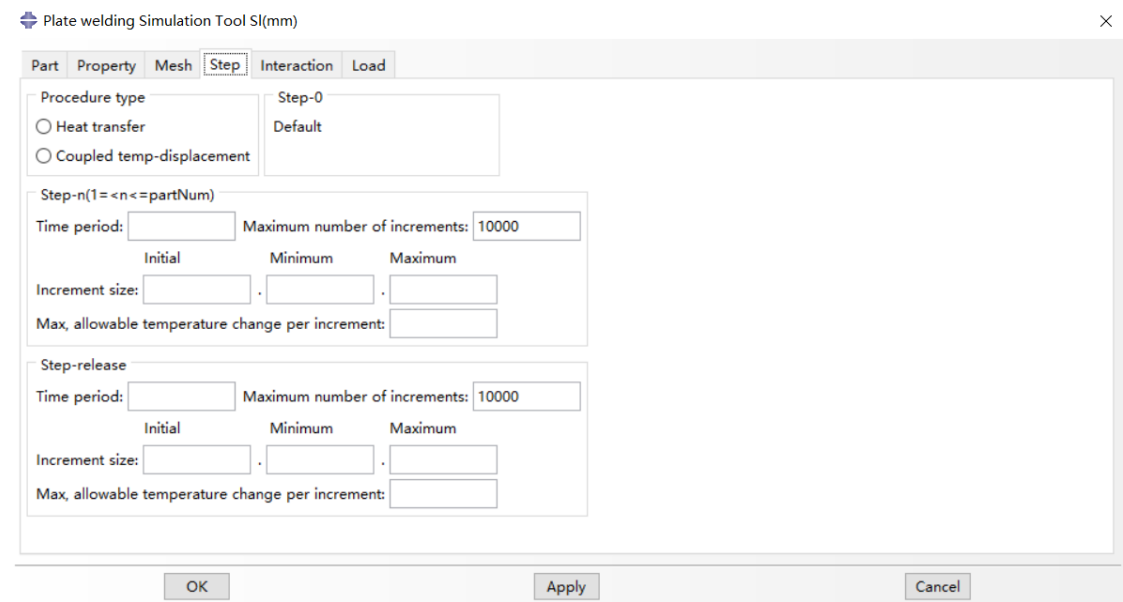 Plate welding Simulation Tool Sl(mm)
Part Property Mesh Step Interaction Load
Procedure type
Heat transfer
Coupled temp-displacement
Step-0
Default
Step-n(1=<n<=partNum)
Time period: Maximum number of increments: 10000
Initial Minimum Maximum
Increment size: . .
Max, allowable temperature change per increment:
Step-release
Time period: Maximum number of increments: 10000
Initial Minimum Maximum
Increment size: . .
Max, allowable temperature change per increment:
OK Apply Cancel